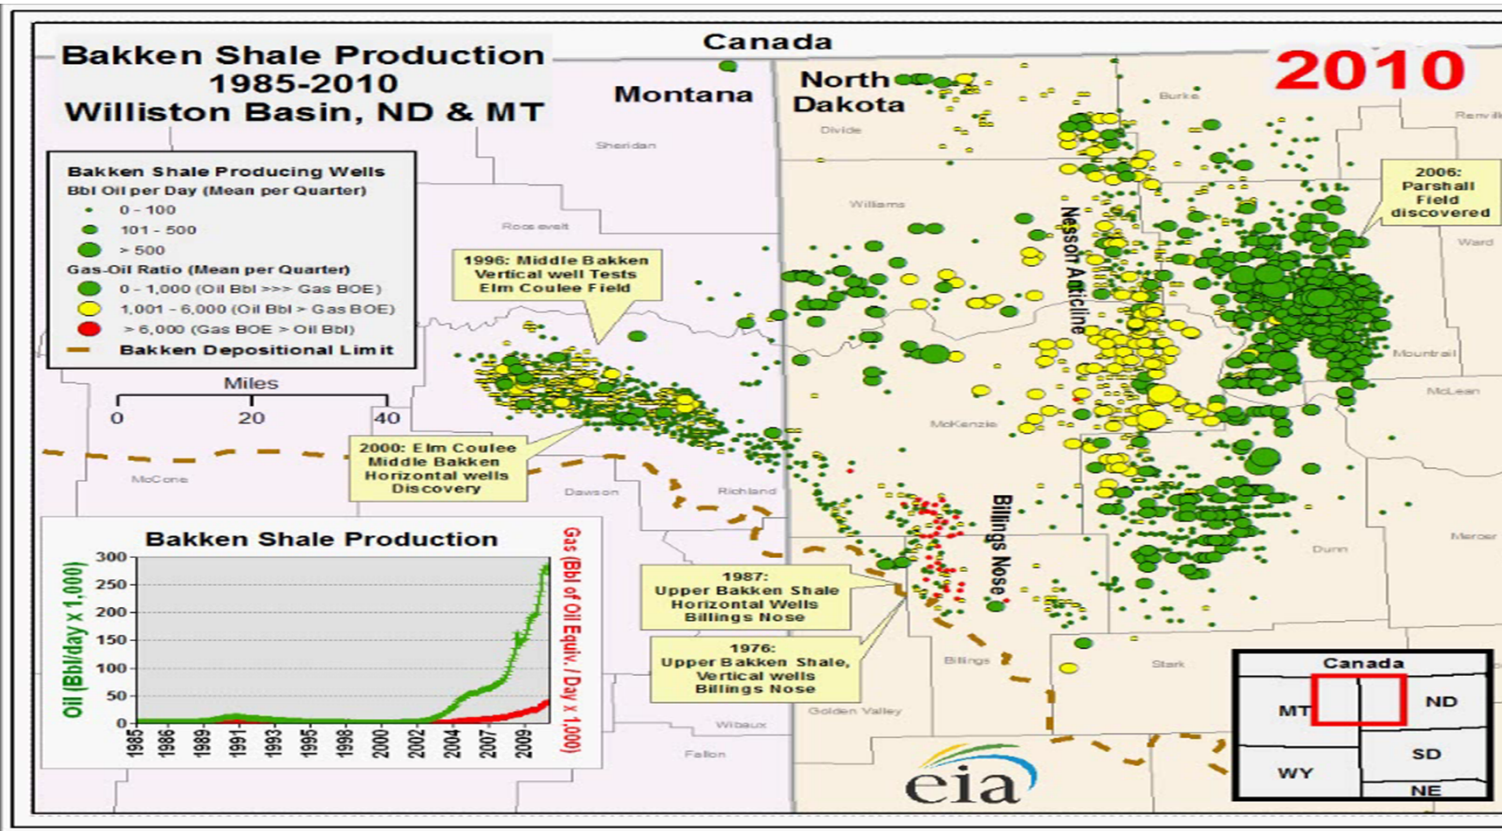 Bakken Shale Production
1985-2010
Williston Basin, ND & MT
Canada
Montana
North
Dakota
2010
Bakken Shale Producing Wells
Bbl Oil per Day (Mean per Quarter)
0 - 100
101 - 500
> 500
Gas-Oil Ratio (Mean per Quarter)
0 - 1,000 (Oil Bbl >>> Gas BOE)
1,001 - 6,000 (Oil Bbl > Gas BOE)
> 6,000 (Gas BOE > Oil Bbl)
Bakken Depositional Limit
Miles
0 20 40
Sheridan
Roosevelt
Divide
Burke
Williams
Ward
Mountrail
McLean
McKenzie
McCone
Dawson
Richland
Dunn
Mercer
Billings
Stark
Golden Valley
Wibaux
Fallon
Nesson Anticline
Billings Nose
2006:
Parshall
Field
discovered
1996: Middle Bakken
Vertical well Tests
Elm Coulee Field
2000: Elm Coulee
Middle Bakken
Horizontal wells
Discovery
1987:
Upper Bakken Shale
Horizontal Wells
Billings Nose
1976:
Upper Bakken Shale,
Vertical wells
Billings Nose
Bakken Shale Production
Oil (Bbl/day x 1,000)
Gas (Bbl of Oil Equiv. / Day x 1,000)
300
250
200
150
100
50
0
1985 1986 1989 1991 1993 1995 1998 2000 2002 2004 2007 2009
eia
Canada
MT
ND
SD
WY
NE